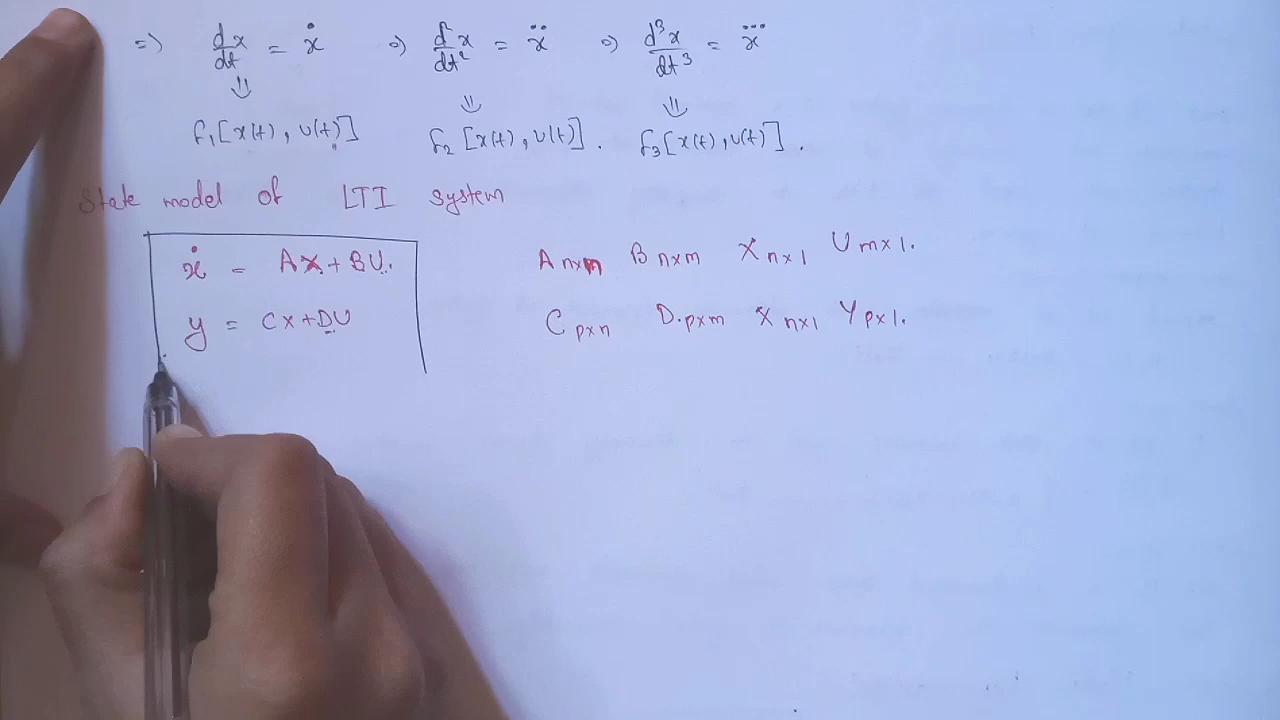 => dx/dt = ẋ => d²x/dt² = ẍ => d³x/dt³ = x⃛
⇓ ⇓ ⇓
f₁[x(t), U(t)] f₂[x(t), U(t)]. f₃[x(t), U(t)].
State model of LTI system
ẋ = AX+BU. A n×n B n×m X n×1 U m×1.
y = CX+DU C p×n D.p×m X n×1 Y p×1.